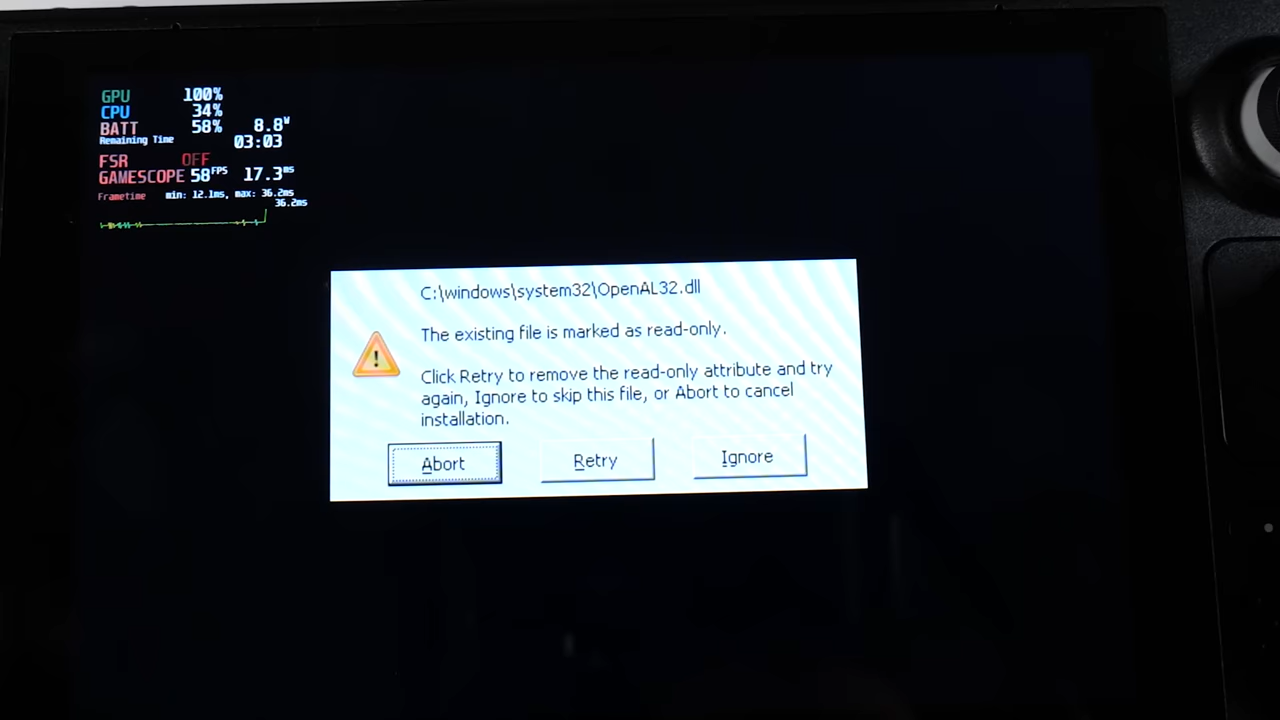 GPU 100%
CPU 34%
BATT 58% 8.8W
Remaining Time 03:03
FSR OFF
GAMESCOPE 58FPS 17.3ms
Frametime min: 12.1ms, max: 36.2ms
36.2ms
C:\windows\system32\OpenAL32.dll
The existing file is marked as read-only.
Click Retry to remove the read-only attribute and try
again, Ignore to skip this file, or Abort to cancel
installation.
Abort Retry Ignore